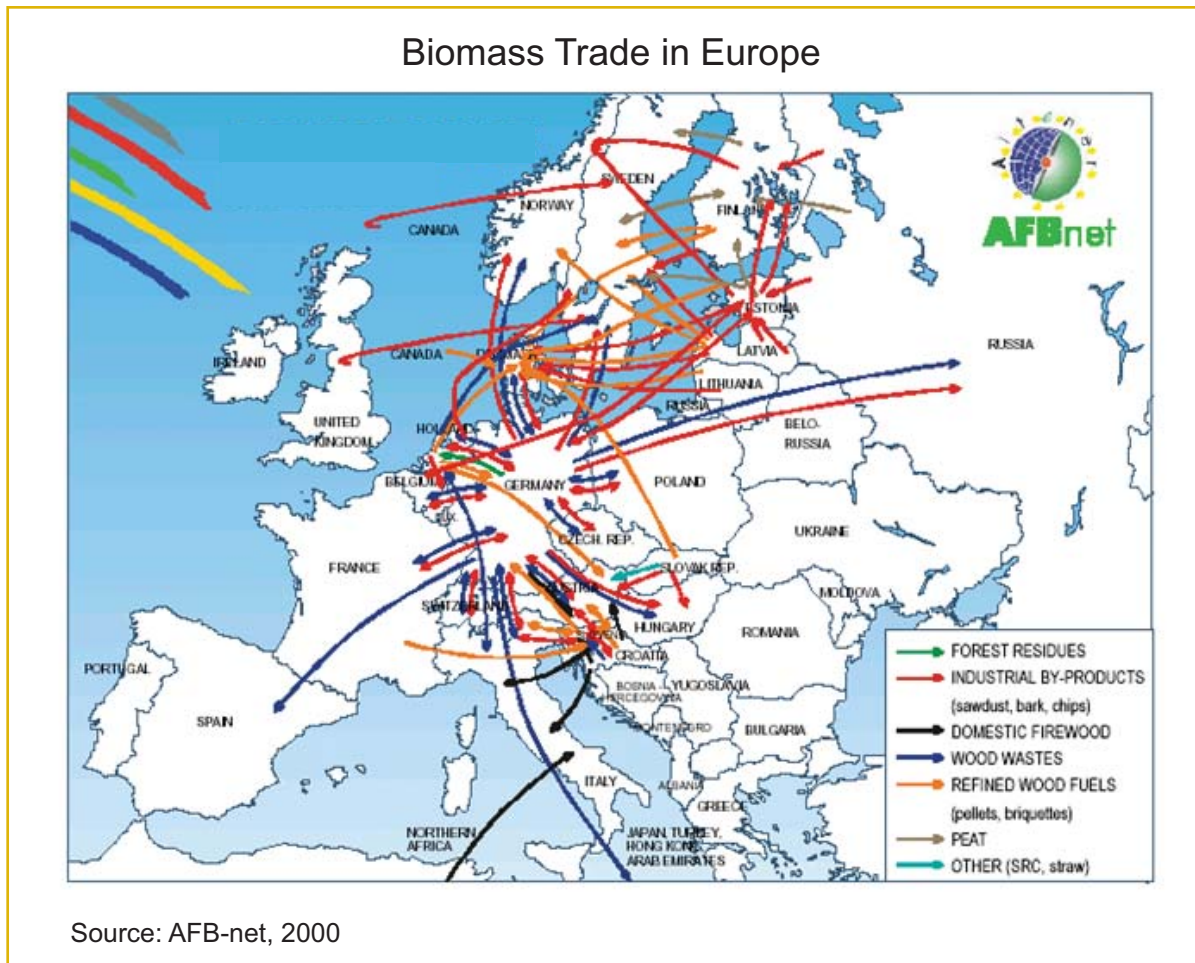 Biomass Trade in Europe
Altener
AFBnet
SWEDEN
NORWAY
FINLAND
CANADA
ESTONIA
RUSSIA
IRELAND
CANADA
LATVIA
LITHUANIA
RUSSIA
UNITED
KINGDOM
HOLLAND
BELO-
RUSSIA
BELGIUM
GERMANY
POLAND
LUX.
UKRAINE
CZECH. REP.
FRANCE
SLOVAK REP.
AUSTRIA
MOLDOVA
SWITZERLAND
HUNGARY
ROMANIA
CROATIA
PORTUGAL
BOSNIA -
HERCEGOVINA
YUGOSLAVIA
SPAIN
MONTENEGRO
BULGARIA
ITALY
ALBANIA
GREECE
NORTHERN
AFRICA
JAPAN, TURKEY,
HONG KONG,
ARAB EMIRATES
FOREST RESIDUES
INDUSTRIAL BY-PRODUCTS
(sawdust, bark, chips)
DOMESTIC FIREWOOD
WOOD WASTES
REFINED WOOD FUELS
(pellets, briquettes)
PEAT
OTHER (SRC, straw)
Source: AFB-net, 2000